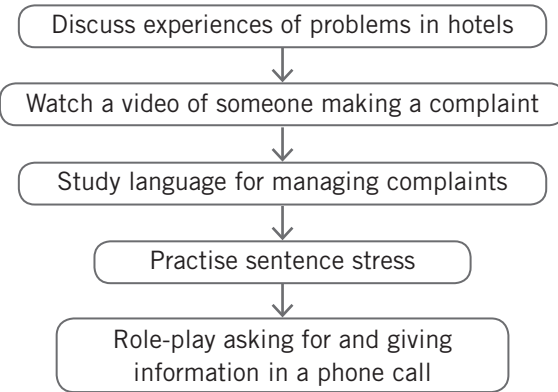 Discuss experiences of problems in hotels
Watch a video of someone making a complaint
Study language for managing complaints
Practise sentence stress
Role-play asking for and giving
information in a phone call